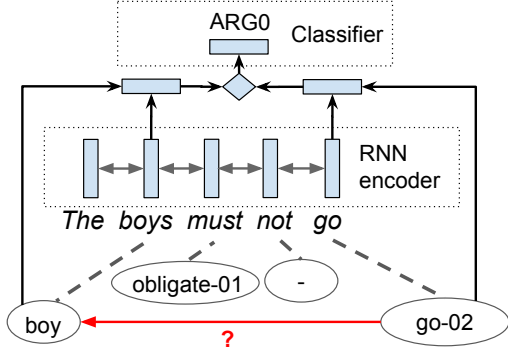 ARG0
Classifier
RNN
encoder
The boys must not go
obligate-01
-
boy
go-02
?